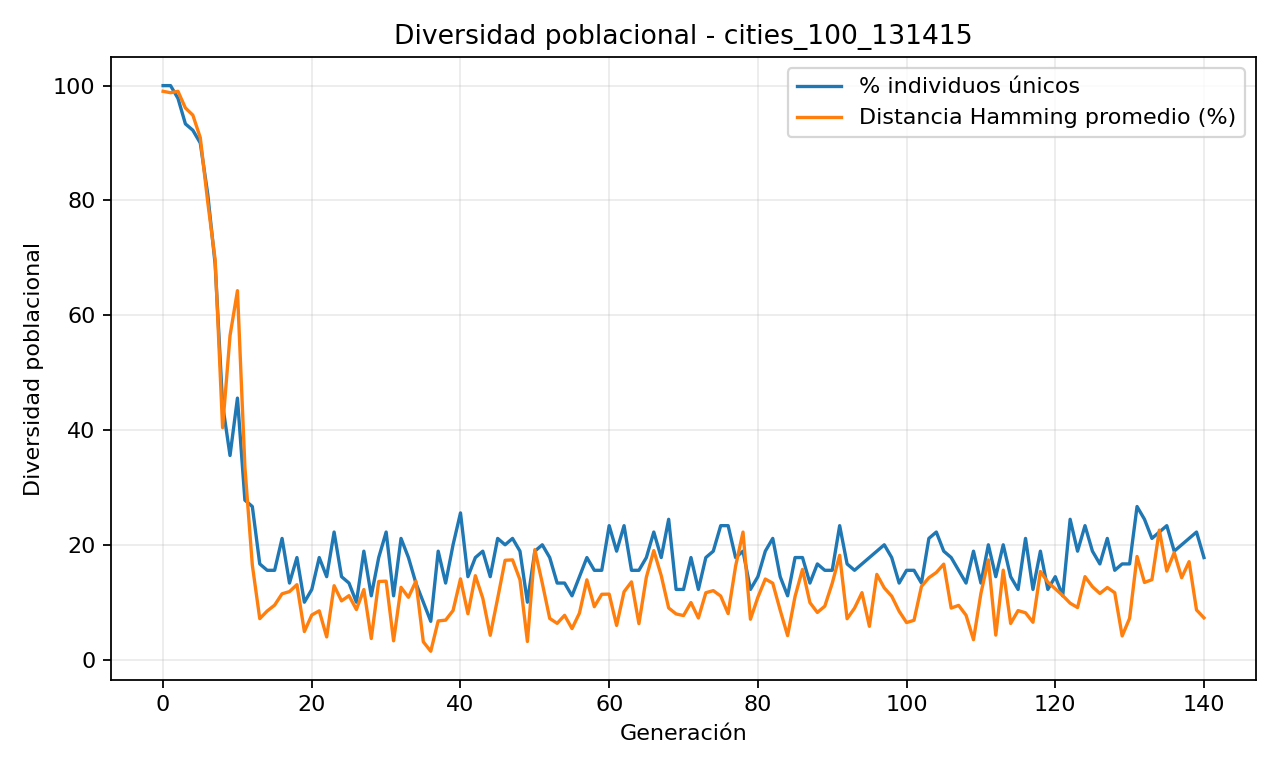 Diversidad poblacional - cities_100_131415
% individuos únicos
Distancia Hamming promedio (%)
Diversidad poblacional
100
80
60
40
20
0
0 20 40 60 80 100 120 140
Generación